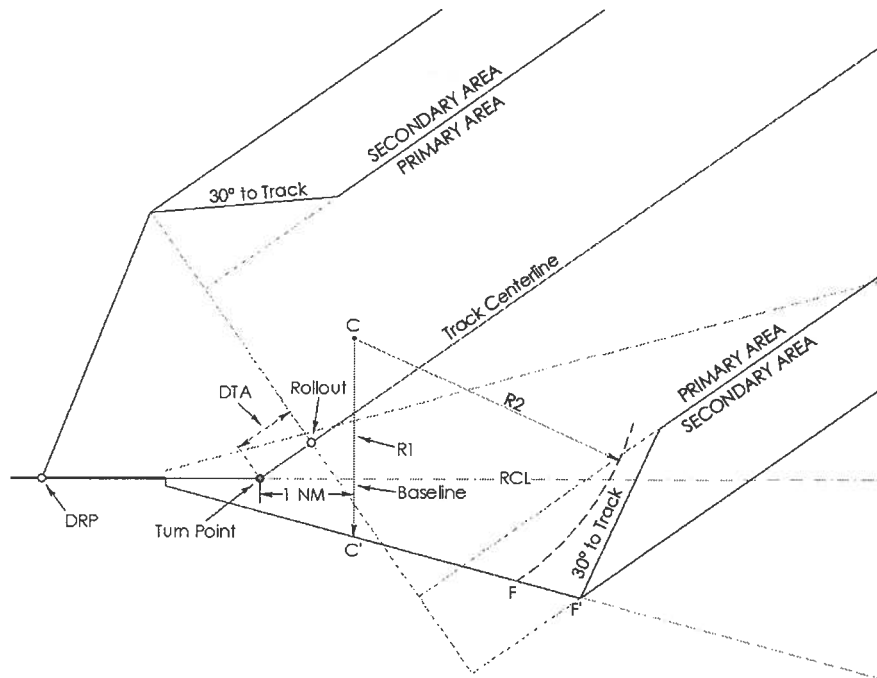 SECONDARY AREA
PRIMARY AREA
30° to Track
Track Centerline
C
DTA
Rollout
R2
PRIMARY AREA
SECONDARY AREA
R1
RCL
1 NM
Baseline
DRP
Turn Point
C'
30° to Track
F
F'